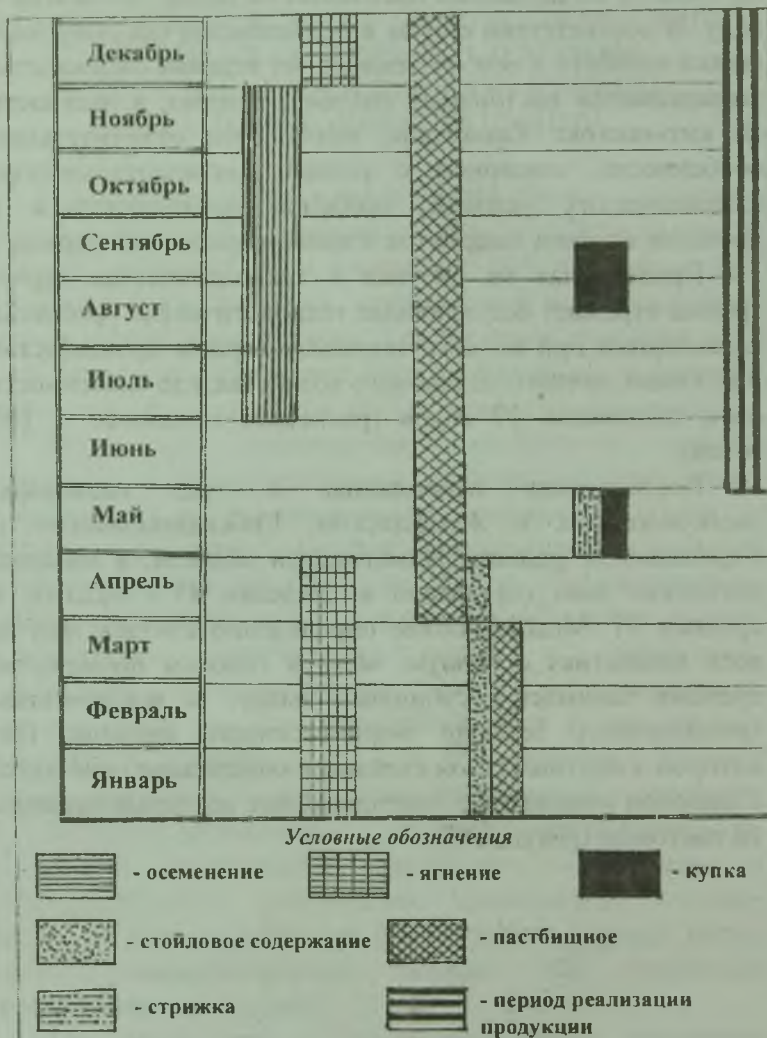 Декабрь
Ноябрь
Октябрь
Сентябрь
Август
Июль
Июнь
Май
Апрель
Март
Февраль
Январь
Условные обозначения
- осеменение
- ягнение
- купка
- стойловое содержание
- пастбищное
- стрижка
- период реализации
продукции